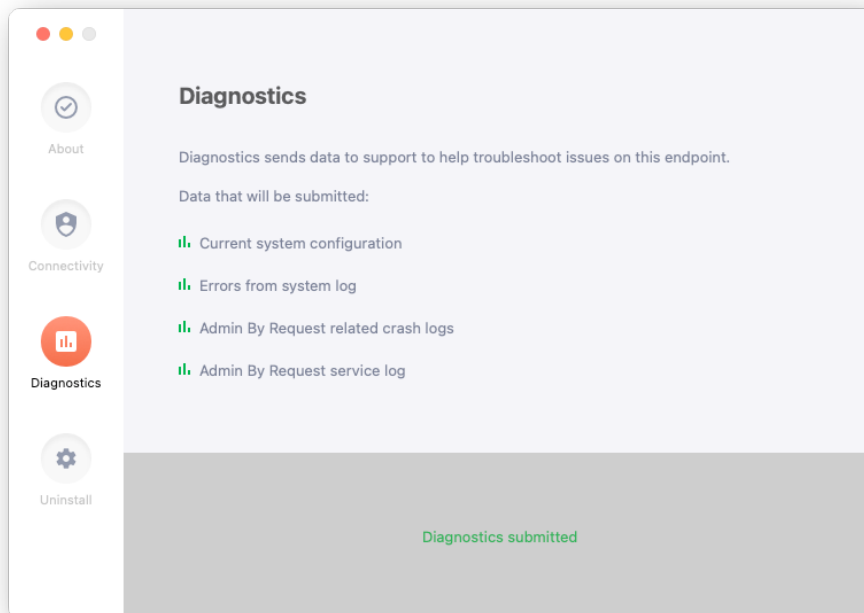 Diagnostics
Diagnostics sends data to support to help troubleshoot issues on this endpoint.
Data that will be submitted:
Current system configuration
Errors from system log
Admin By Request related crash logs
Admin By Request service log
Diagnostics submitted
About
Connectivity
Diagnostics
Uninstall